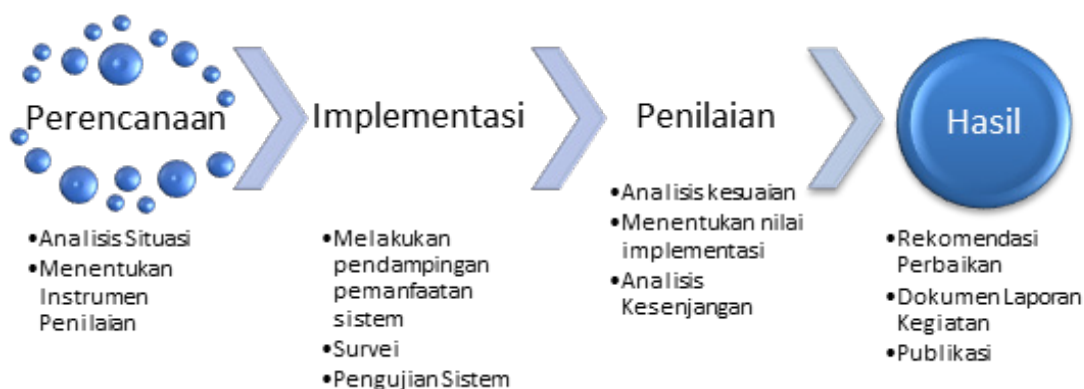 Perencanaan
•Analisis Situasi
•Menentukan
Instrumen
Penilaian
Implementasi
•Melakukan
pendampingan
pemanfaatan
sistem
•Survei
•Pengujian Sistem
Penilaian
•Analisis kesuaian
•Menentukan nilai
implementasi
•Analisis
Kesenjangan
Hasil
•Rekomendasi
Perbaikan
•Dokumen Laporan
Kegiatan
•Publikasi